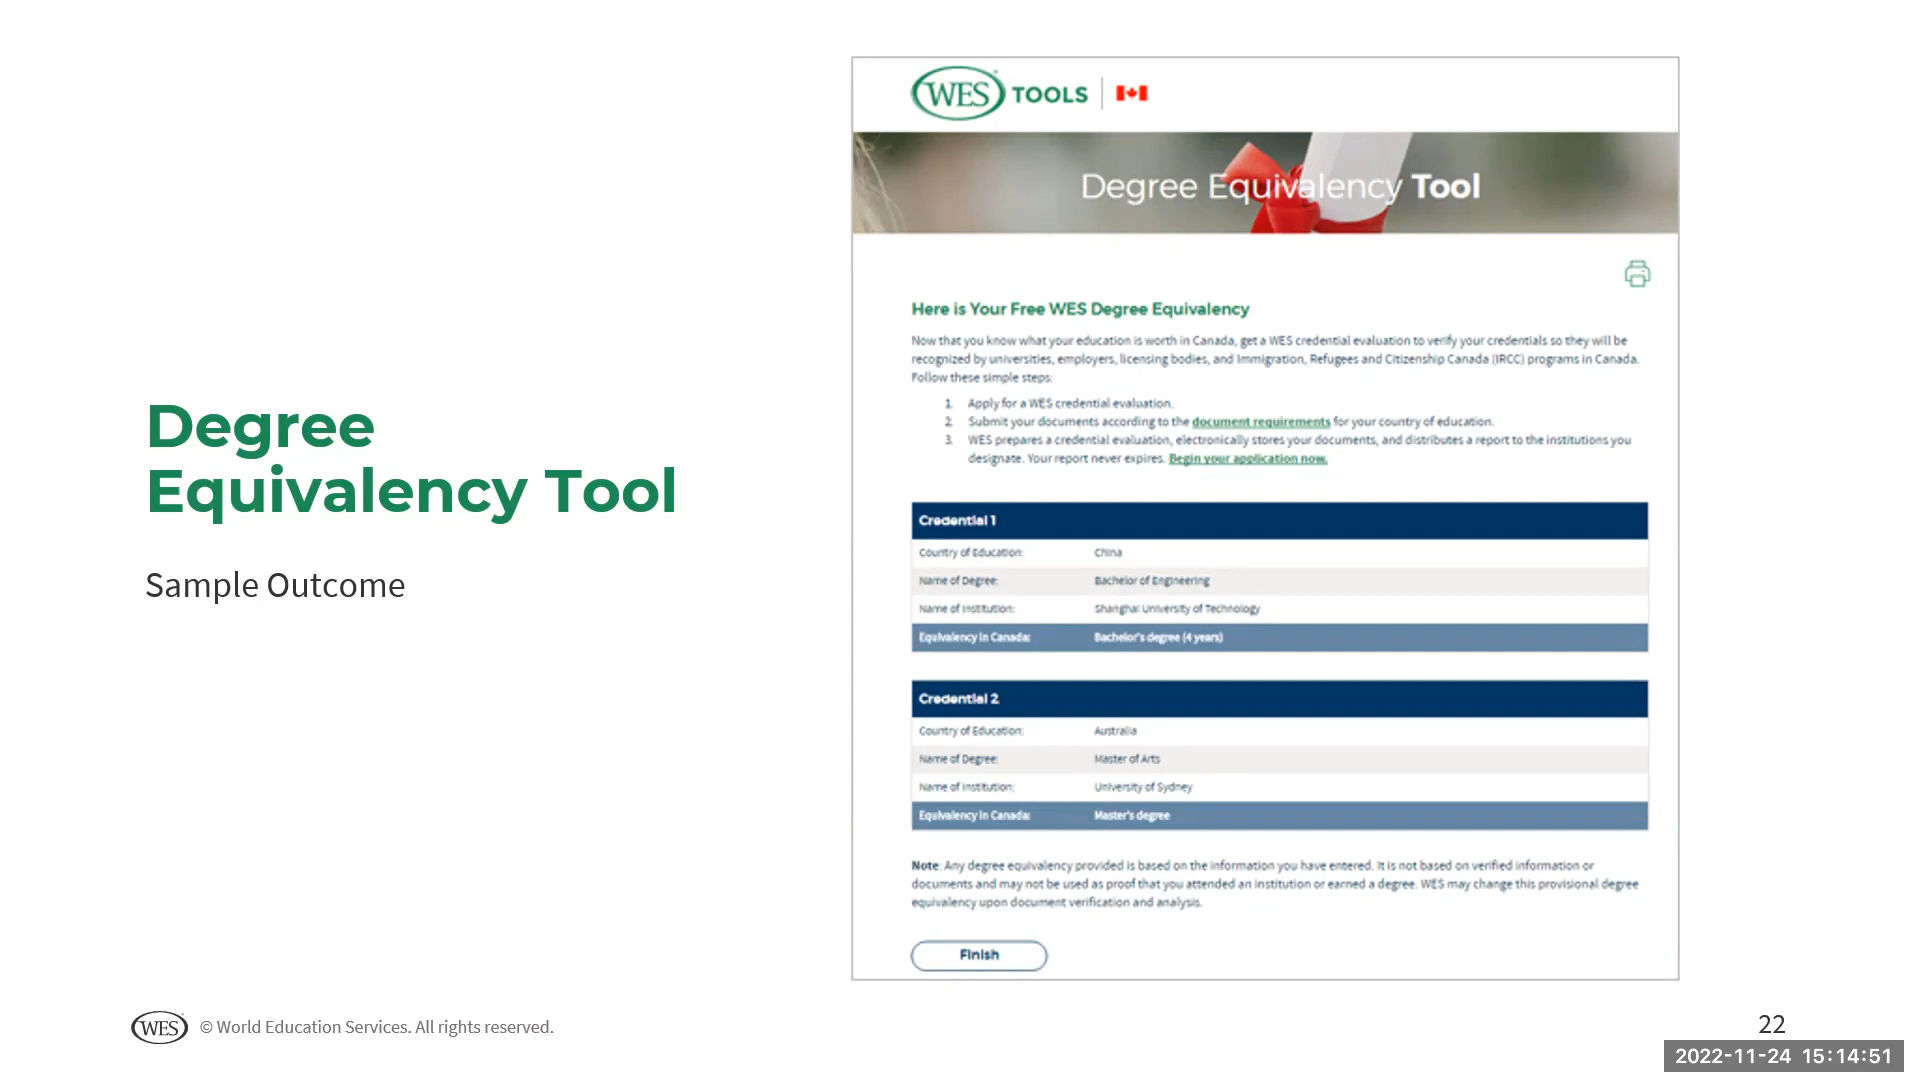 Degree
Equivalency Tool
Sample Outcome
WES TOOLS
Degree Equivalency Tool
Here is Your Free WES Degree Equivalency
Now that you know what your education is worth in Canada, get a WES credential evaluation to verify your credentials so they will be
recognized by universities, employers, licensing bodies, and Immigration, Refugees and Citizenship Canada (IRCC) programs in Canada.
Follow these simple steps:
1. Apply for a WES credential evaluation.
2. Submit your documents according to the document requirements for your country of education.
3. WES prepares a credential evaluation, electronically stores your documents, and distributes a report to the institutions you
designate. Your report never expires. Begin your application now.
Credential 1
Country of Education: China
Name of Degree: Bachelor of Engineering
Name of Institution: Shanghai University of Technology
Equivalency in Canada: Bachelor's degree (4 years)
Credential 2
Country of Education: Australia
Name of Degree: Master of Arts
Name of Institution: University of Sydney
Equivalency in Canada: Master's degree
Note: Any degree equivalency provided is based on the information you have entered. It is not based on verified information or
documents and may not be used as proof that you attended an institution or earned a degree. WES may change this provisional degree
equivalency upon document verification and analysis.
Finish
WES © World Education Services. All rights reserved.
22
2022-11-24 15:14:51